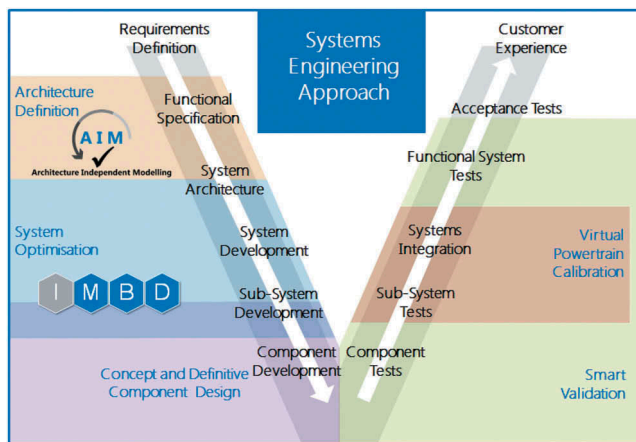 Requirements
Definition
Systems
Engineering
Approach
Customer
Experience
Architecture
Definition
AIM
Architecture Independent Modelling
Functional
Specification
System
Architecture
Acceptance Tests
Functional System
Tests
System
Optimisation
System
Development
Systems
Integration
Virtual
Powertrain
Calibration
I M B D
Sub-System
Development
Sub-System
Tests
Concept and Definitive
Component Design
Component
Development
Component
Tests
Smart
Validation